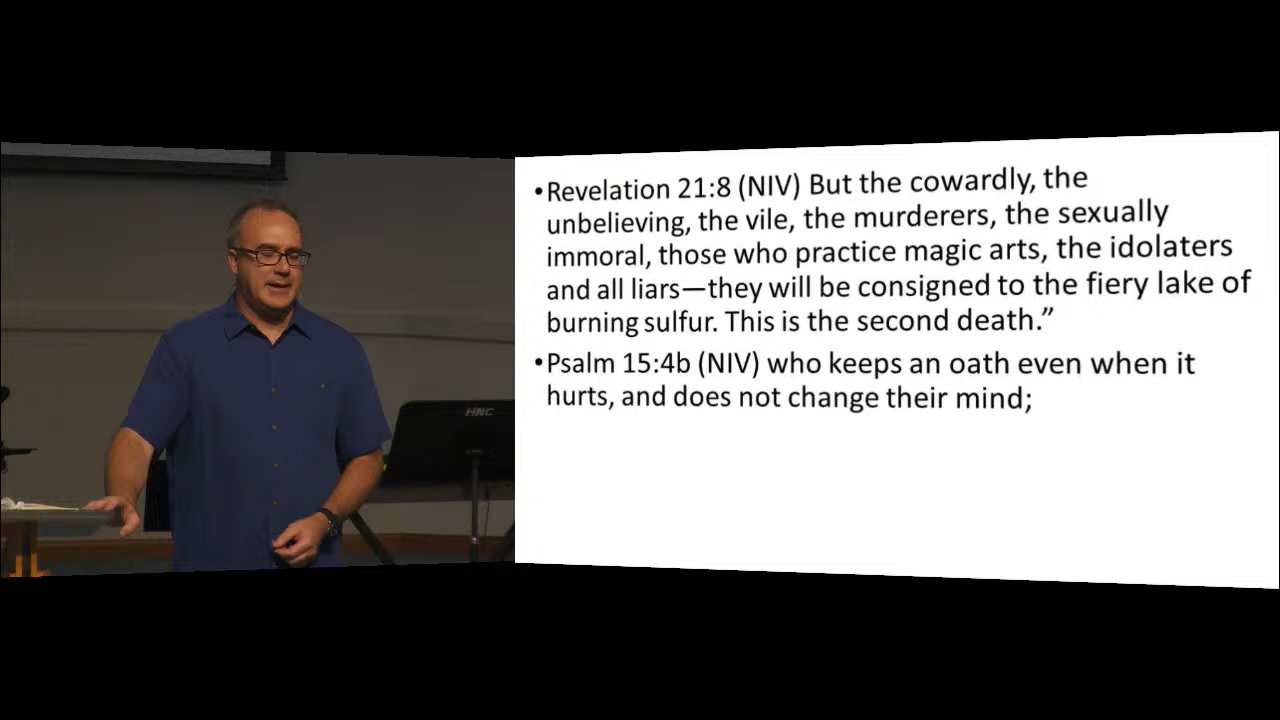 HNC
•Revelation 21:8 (NIV) But the cowardly, the
unbelieving, the vile, the murderers, the sexually
immoral, those who practice magic arts, the idolaters
and all liars—they will be consigned to the fiery lake of
burning sulfur. This is the second death.”
•Psalm 15:4b (NIV) who keeps an oath even when it
hurts, and does not change their mind;